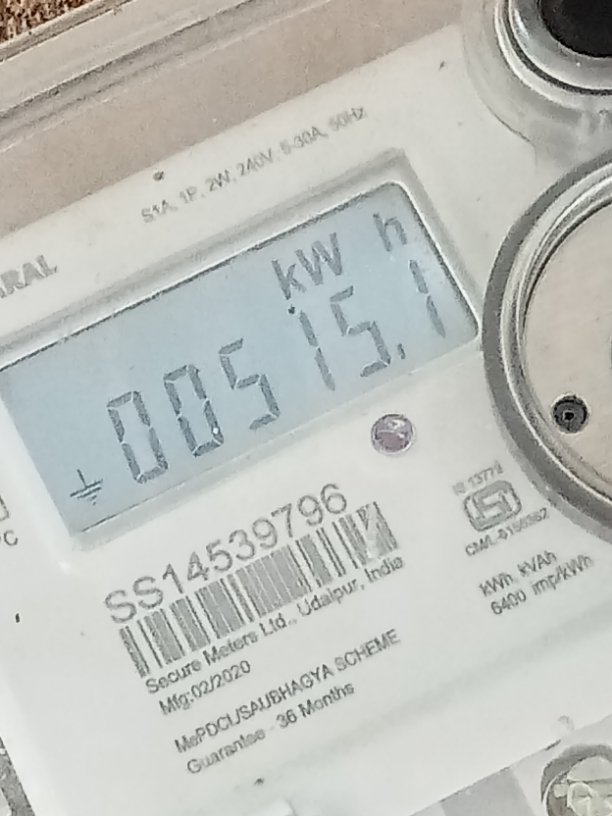 S1A, 1P, 2W, 240V, 5-30A, 50Hz
kW h
00515.1
SS14539796
Secure Meters Ltd., Udaipur, India
Mfg:02/2020
MePDCL/SAUBHAGYA SCHEME
Guarantee - 36 Months
IS 13779
kWh kVAh
6400 imp/kWh
°C